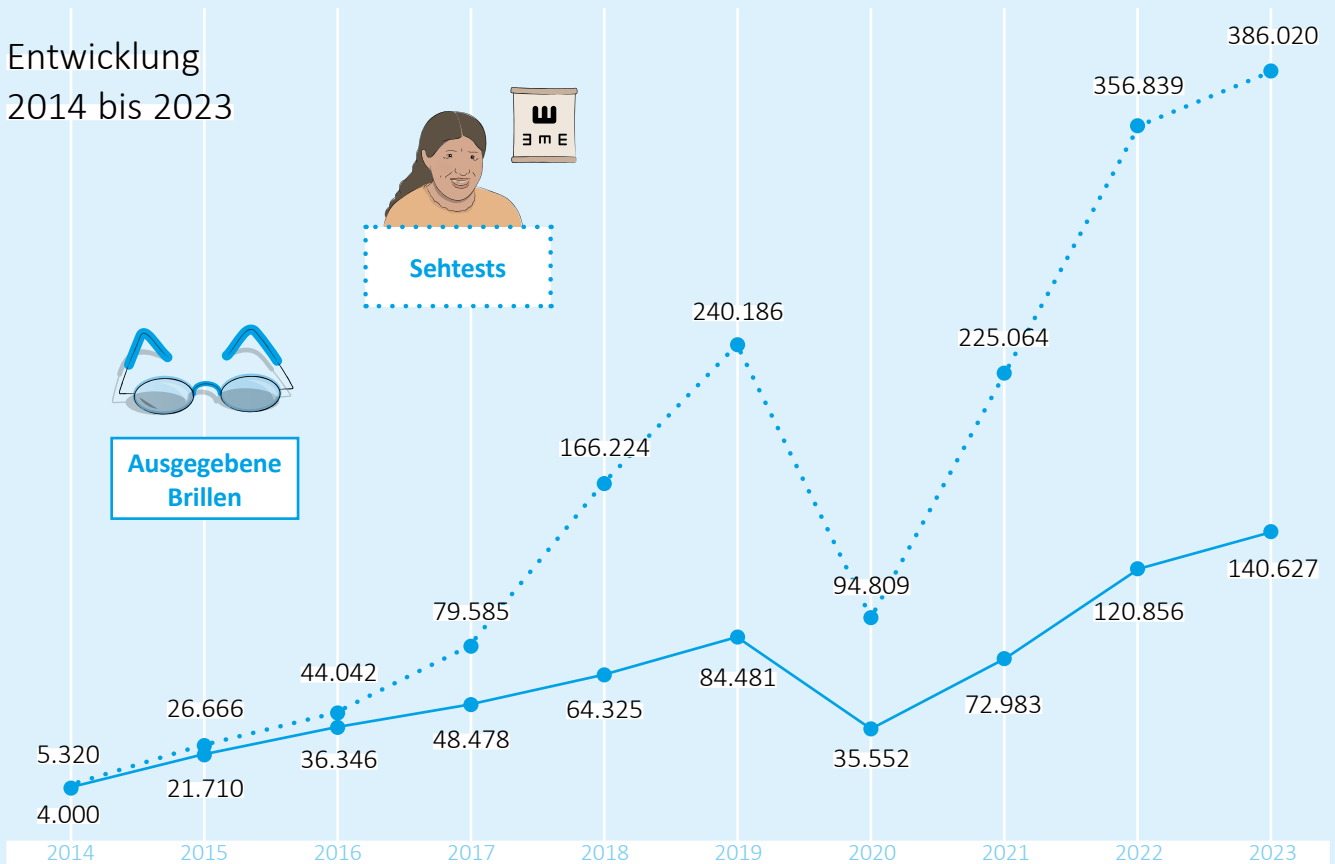 Entwicklung
2014 bis 2023
Ш
Ǝ m E
Sehtests
Ausgegebene
Brillen
5.320
26.666
44.042
79.585
166.224
240.186
94.809
225.064
356.839
386.020
4.000
21.710
36.346
48.478
64.325
84.481
35.552
72.983
120.856
140.627
2014 2015 2016 2017 2018 2019 2020 2021 2022 2023